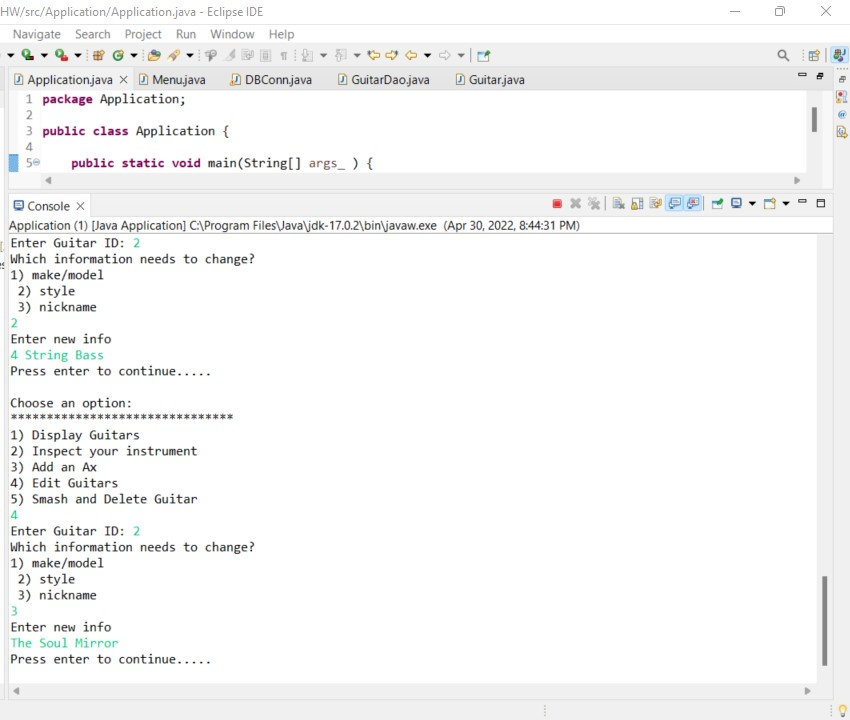 HW/src/Application/Application.java - Eclipse IDE
Navigate Search Project Run Window Help
Application.java Menu.java DBConn.java GuitarDao.java Guitar.java
1 package Application;
2
3 public class Application {
4
5 public static void main(String[] args_ ) {
Console
Application (1) [Java Application] C:\Program Files\Java\jdk-17.0.2\bin\javaw.exe (Apr 30, 2022, 8:44:31 PM)
Enter Guitar ID: 2
Which information needs to change?
1) make/model
 2) style
 3) nickname
2
Enter new info
4 String Bass
Press enter to continue.....
Choose an option:
*******************************
1) Display Guitars
2) Inspect your instrument
3) Add an Ax
4) Edit Guitars
5) Smash and Delete Guitar
4
Enter Guitar ID: 2
Which information needs to change?
1) make/model
 2) style
 3) nickname
3
Enter new info
The Soul Mirror
Press enter to continue.....